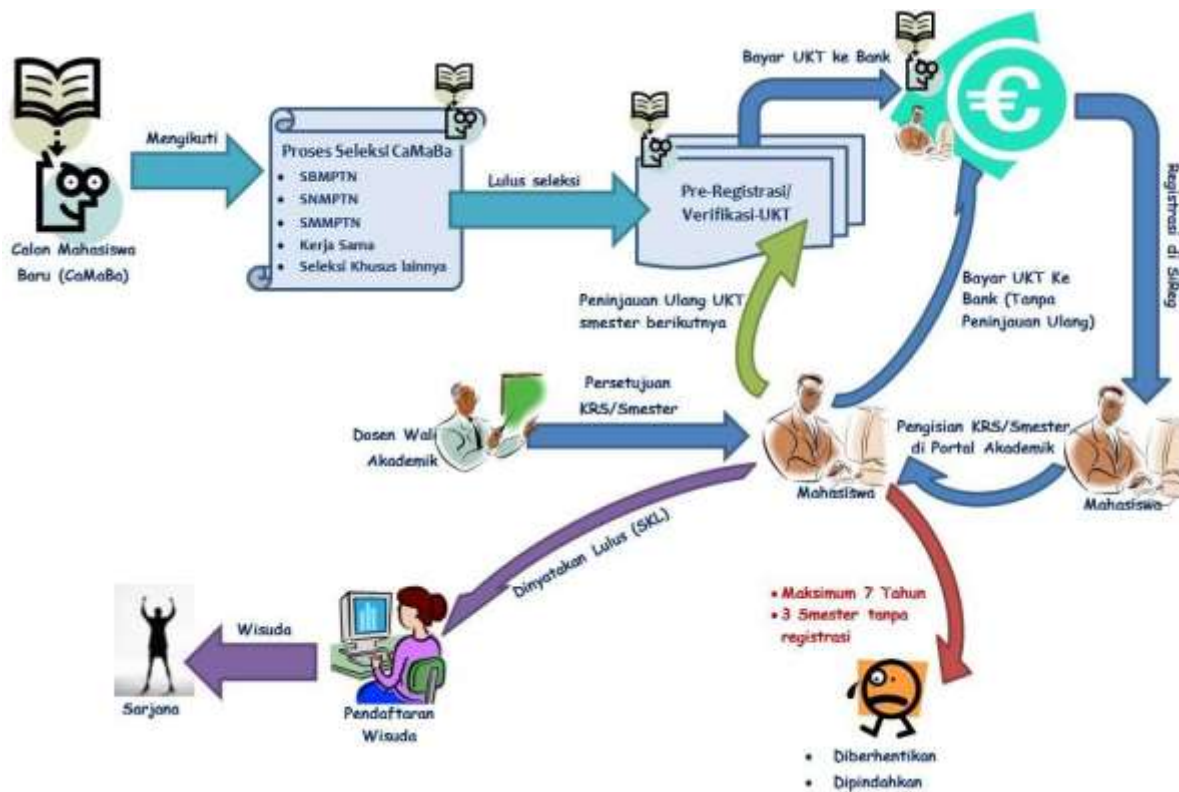 Bayar UKT ke Bank
Mengikuti
Proses Seleksi CaMaBa
• SBMPTN
• SNMPTN
• SMMPTN
• Kerja Sama
• Seleksi Khusus lainnya
Lulus seleksi
Pre-Registrasi/
Verifikasi-UKT
Registrasi di SiReg
Calon Mahasiswa
Baru (CaMaBa)
Peninjauan Ulang UKT
smester berikutnya
Bayar UKT Ke
Bank (Tanpa
Peninjauan Ulang)
Persetujuan
KRS/Smester
Dosen Wali
Akademik
Pengisian KRS/Smester
di Portal Akademik
Mahasiswa
Mahasiswa
Dinyatakan Lulus (SKL)
• Maksimum 7 Tahun
• 3 Smester tanpa
registrasi
Wisuda
Sarjana
Pendaftaran
Wisuda
• Diberhentikan
• Dipindahkan